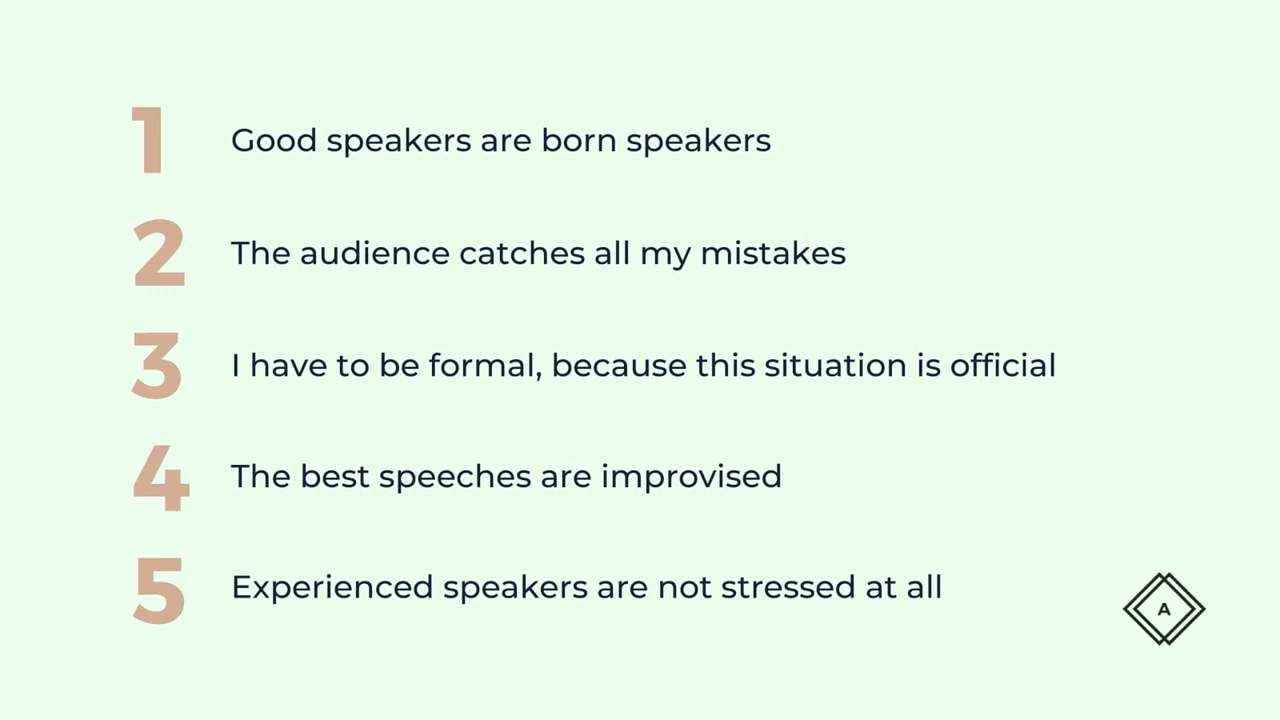 1 Good speakers are born speakers
2 The audience catches all my mistakes
3 I have to be formal, because this situation is official
4 The best speeches are improvised
5 Experienced speakers are not stressed at all
A